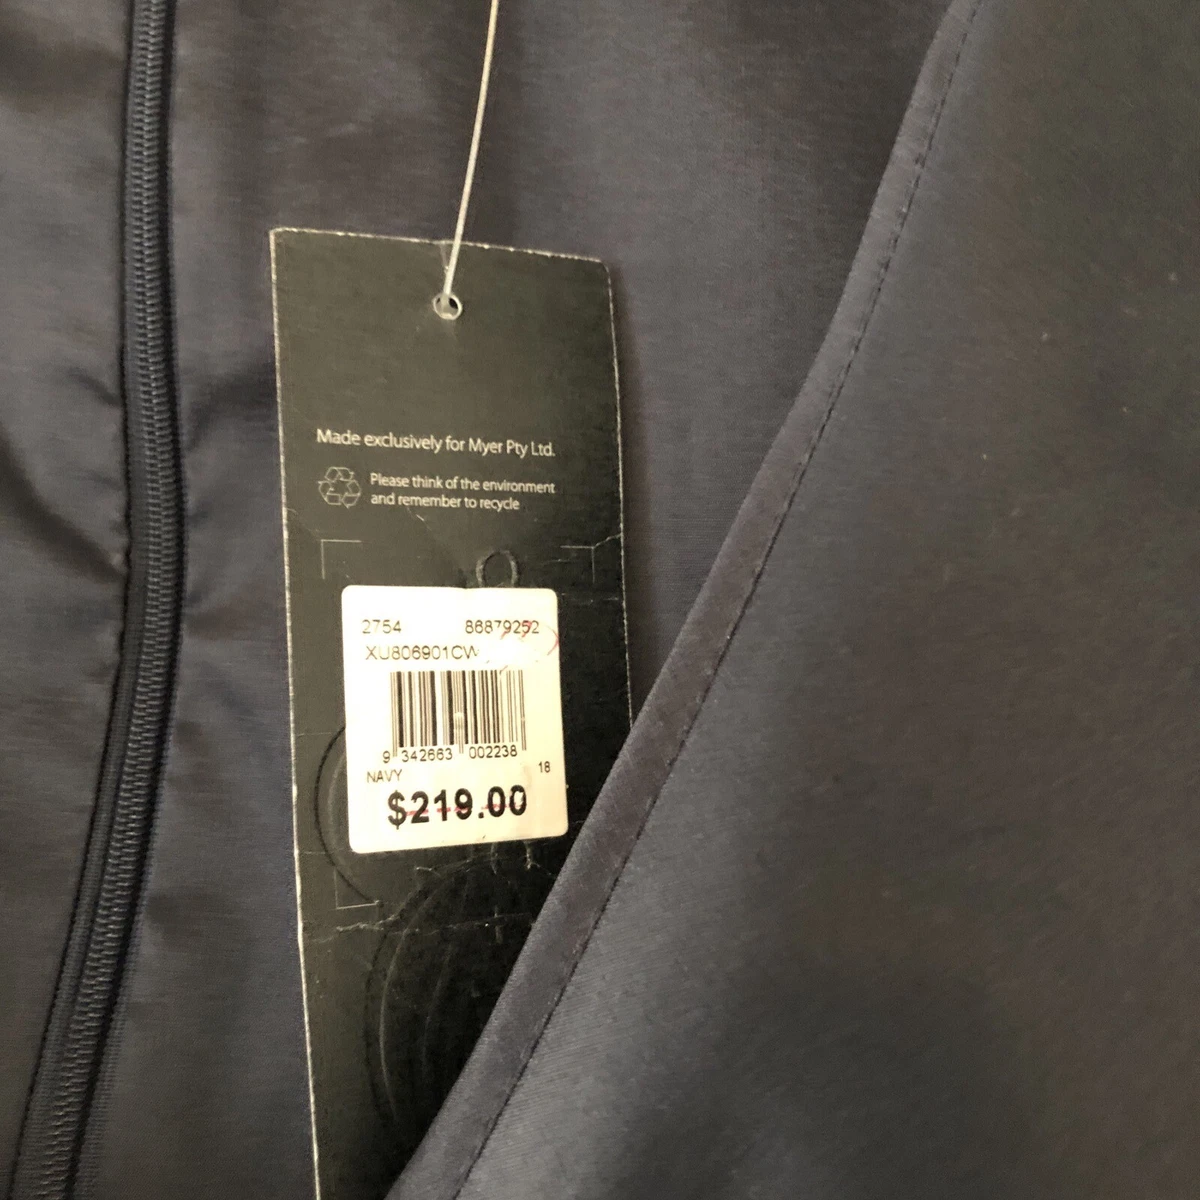 Made exclusively for Myer Pty Ltd.
Please think of the environment
and remember to recycle
2754 86879252
XU806901CW
9 342663 002238
NAVY 18
$219.00